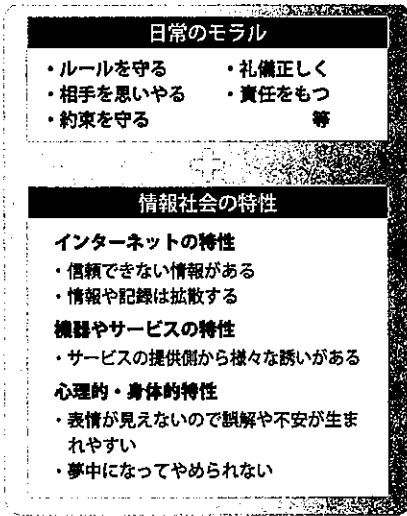 日常のモラル
・ルールを守る ・礼儀正しく
・相手を思いやる ・責任をもつ
・約束を守る 等
情報社会の特性
インターネットの特性
・信頼できない情報がある
・情報や記録は拡散する
機器やサービスの特性
・サービスの提供側から様々な誘いがある
心理的・身体的特性
・表情が見えないので誤解や不安が生ま
れやすい
・夢中になってやめられない